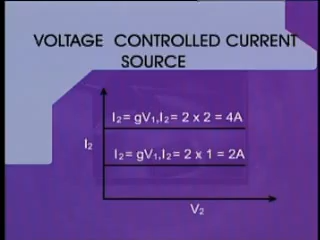 VOLTAGE CONTROLLED CURRENT
SOURCE
I₂ = gV₁,I₂ = 2 x 2 = 4A
I₂
I₂ = gV₁,I₂ = 2 x 1 = 2A
V₂